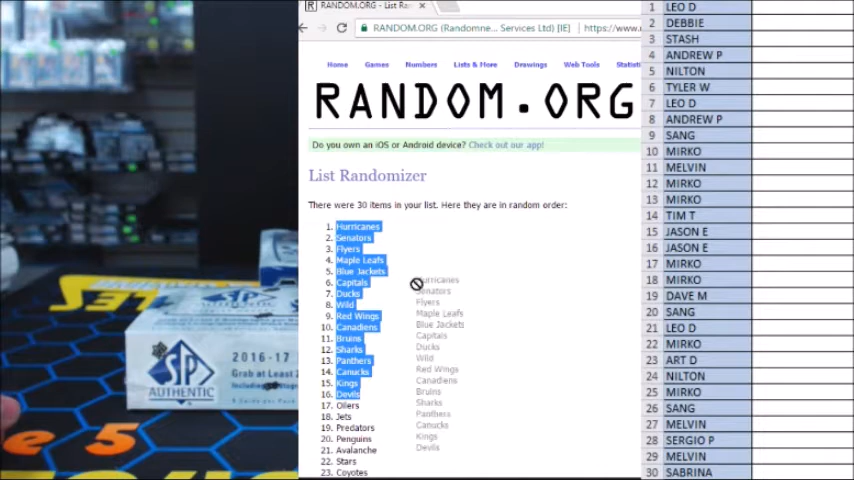 RANDOM.ORG - List Ran
RANDOM.ORG (Randomne... Services Ltd) [IE]
https://www.
Home Games Numbers Lists & More Drawings Web Tools Statisti
RANDOM.ORG
Do you own an iOS or Android device? Check out our app!
List Randomizer
There were 30 items in your list. Here they are in random order:
1. Hurricanes
2. Senators
3. Flyers
4. Maple Leafs
5. Blue Jackets
6. Capitals
7. Ducks
8. Wild
9. Red Wings
10. Canadiens
11. Bruins
12. Sharks
13. Panthers
14. Canucks
15. Kings
16. Devils
17. Oilers
18. Jets
19. Predators
20. Penguins
21. Avalanche
22. Stars
23. Coyotes
Hurricanes
Senators
Flyers
Maple Leafs
Blue Jackets
Capitals
Ducks
Wild
Red Wings
Canadiens
Bruins
Sharks
Panthers
Canucks
Kings
Devils
1 LEO D
2 DEBBIE
3 STASH
4 ANDREW P
5 NILTON
6 TYLER W
7 LEO D
8 ANDREW P
9 SANG
10 MIRKO
11 MELVIN
12 MIRKO
13 MIRKO
14 TIM T
15 JASON E
16 JASON E
17 MIRKO
18 MIRKO
19 DAVE M
20 SANG
21 LEO D
22 MIRKO
23 ART D
24 NILTON
25 MIRKO
26 SANG
27 MELVIN
28 SERGIO P
29 MELVIN
30 SABRINA
SP
AUTHENTIC
2016-17
Grab at Least
e 5